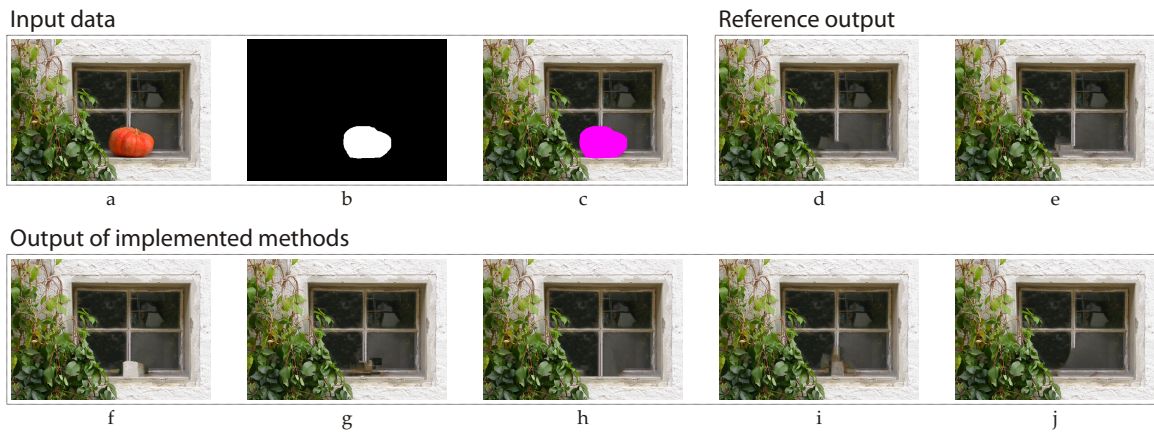 Input data
Reference output
a b c d e
Output of implemented methods
f g h i j